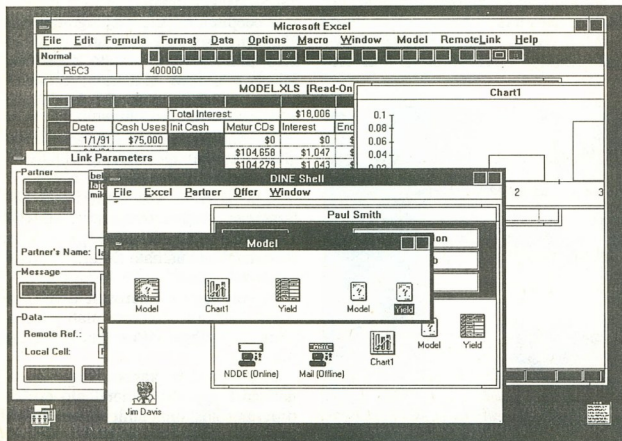 Microsoft Excel
File Edit Formula Format Data Options Macro Window Model RemoteLink Help
Normal
R5C3 400000
MODEL.XLS [Read-On
Total Interest: $18,006
Date Cash Uses Init Cash Matur CDs Interest End
1/1/91 $75,000 $0 $0
$104,658 $1,047
$104,279 $1,043
Chart1
0.1
0.08
0.06
0.04
0.02
2 3
Link Parameters
Partner
Partner's Name:
Message
Data
Remote Ref.:
Local Cell:
DINE Shell
File Excel Partner Offer Window
Paul Smith
Model
Model Chart1 Yield Model Yield
NDDE (Online) Mail (Offline) Chart1 Model Yield
Jim Davis